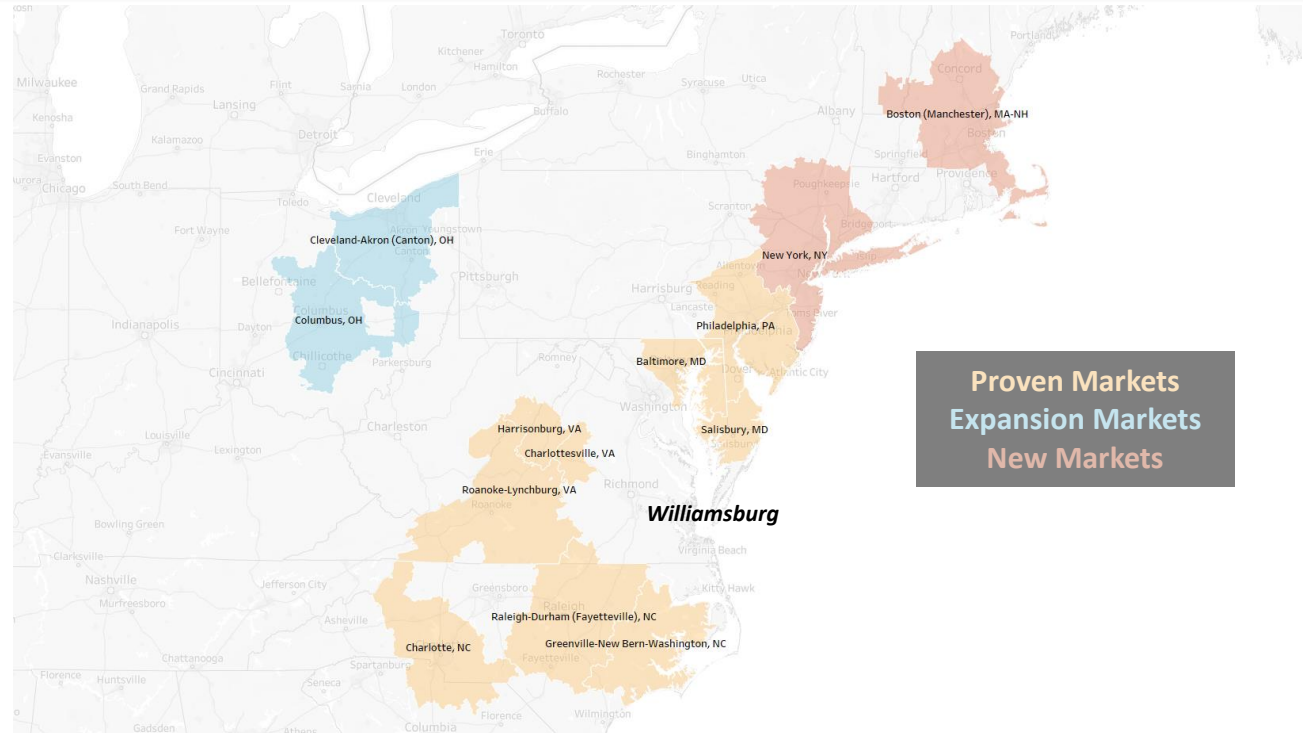 Toronto
Portland
Kitchener
Hamilton
Milwaukee
Grand Rapids
Flint
Sarnia
London
Rochester
Syracuse
Utica
Concord
Lansing
Buffalo
Albany
Boston (Manchester), MA-NH
Kenosha
Boston
Detroit
Kalamazoo
Erie
Binghamton
Springfield
Evanston
Chicago
South Bend
Hartford
Providence
Poughkeepsie
Cleveland
Toledo
Scranton
Bridgeport
Fort Wayne
Akron
Youngstown
Cleveland-Akron (Canton), OH
Canton
New York, NY
Allentown
Bellefontaine
Pittsburgh
Reading
Harrisburg
Lancaster
Columbus
Columbus, OH
Toms River
Indianapolis
Dayton
Philadelphia, PA
Philadelphia
Chillicothe
Parkersburg
Romney
Baltimore, MD
Dover
Atlantic City
Cincinnati
Proven Markets
Expansion Markets
New Markets
Washington
Charleston
Harrisonburg, VA
Salisbury, MD
Salisbury
Louisville
Lexington
Evansville
Charlottesville, VA
Richmond
Roanoke-Lynchburg, VA
Roanoke
Williamsburg
Bowling Green
Virginia Beach
Clarksville
Nashville
Jefferson City
Greensboro
Kitty Hawk
Murfreesboro
Raleigh
Raleigh-Durham (Fayetteville), NC
Asheville
Charlotte, NC
Greenville-New Bern-Washington, NC
Chattanooga
Spartanburg
Fayetteville
Florence
Huntsville
Seneca
Florence
Wilmington
Columbia
Gadsden
Athens